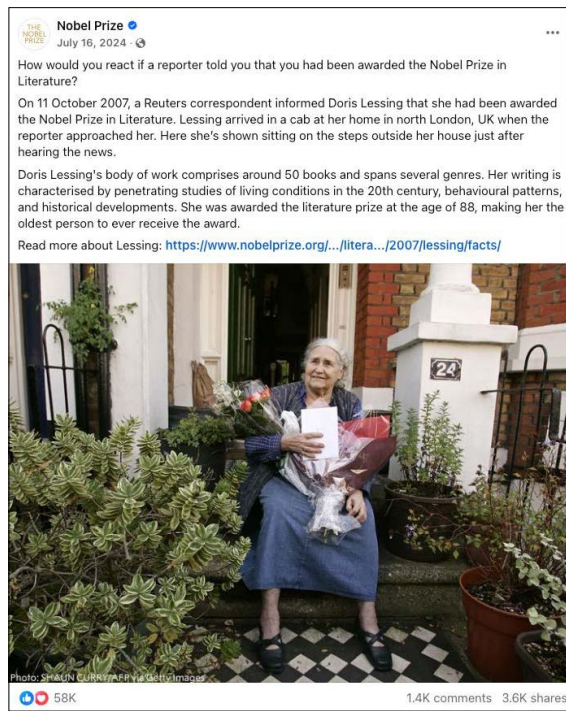 THE
NOBEL
PRIZE
Nobel Prize
July 16, 2024 ·
How would you react if a reporter told you that you had been awarded the Nobel Prize in
Literature?
On 11 October 2007, a Reuters correspondent informed Doris Lessing that she had been awarded
the Nobel Prize in Literature. Lessing arrived in a cab at her home in north London, UK when the
reporter approached her. Here she's shown sitting on the steps outside her house just after
hearing the news.
Doris Lessing's body of work comprises around 50 books and spans several genres. Her writing is
characterised by penetrating studies of living conditions in the 20th century, behavioural patterns,
and historical developments. She was awarded the literature prize at the age of 88, making her the
oldest person to ever receive the award.
Read more about Lessing: https://www.nobelprize.org/.../litera.../2007/lessing/facts/
24
Photo: SHAUN CURRY/AFP via Getty Images
58K
1.4K comments 3.6K shares